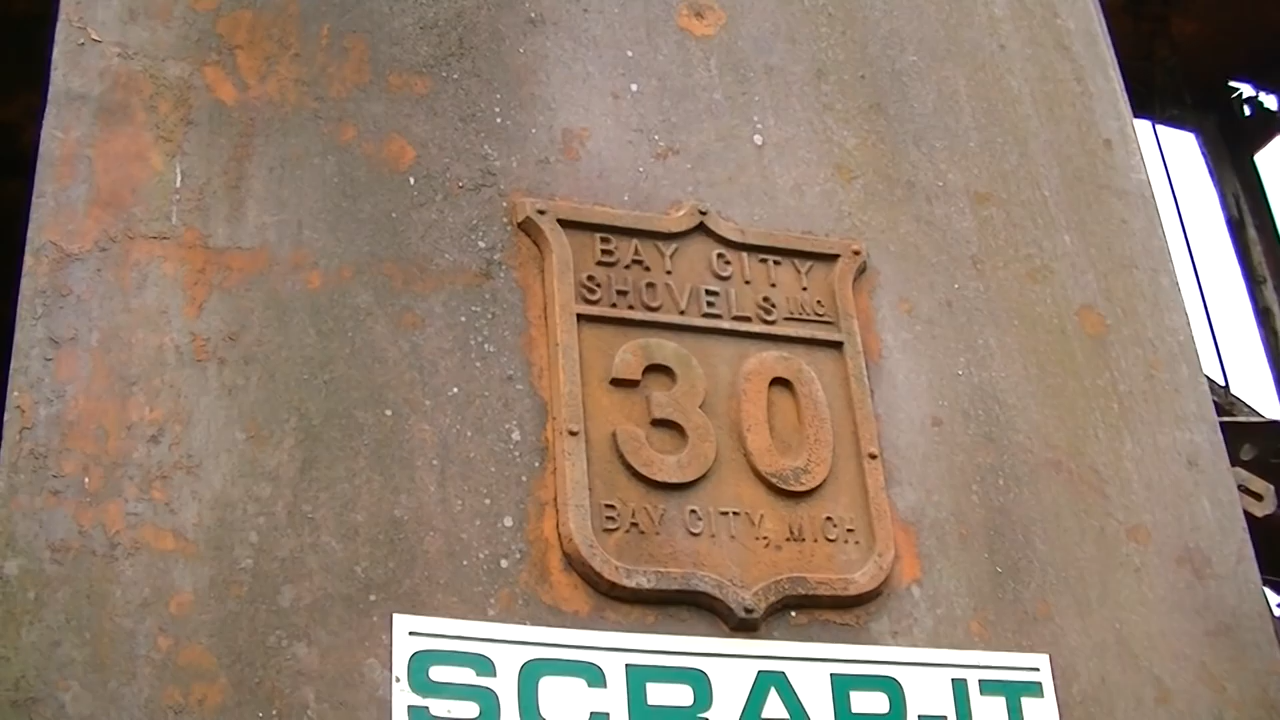 BAY CITY
SHOVELS INC
30
BAY CITY, MICH
SCRAP-IT